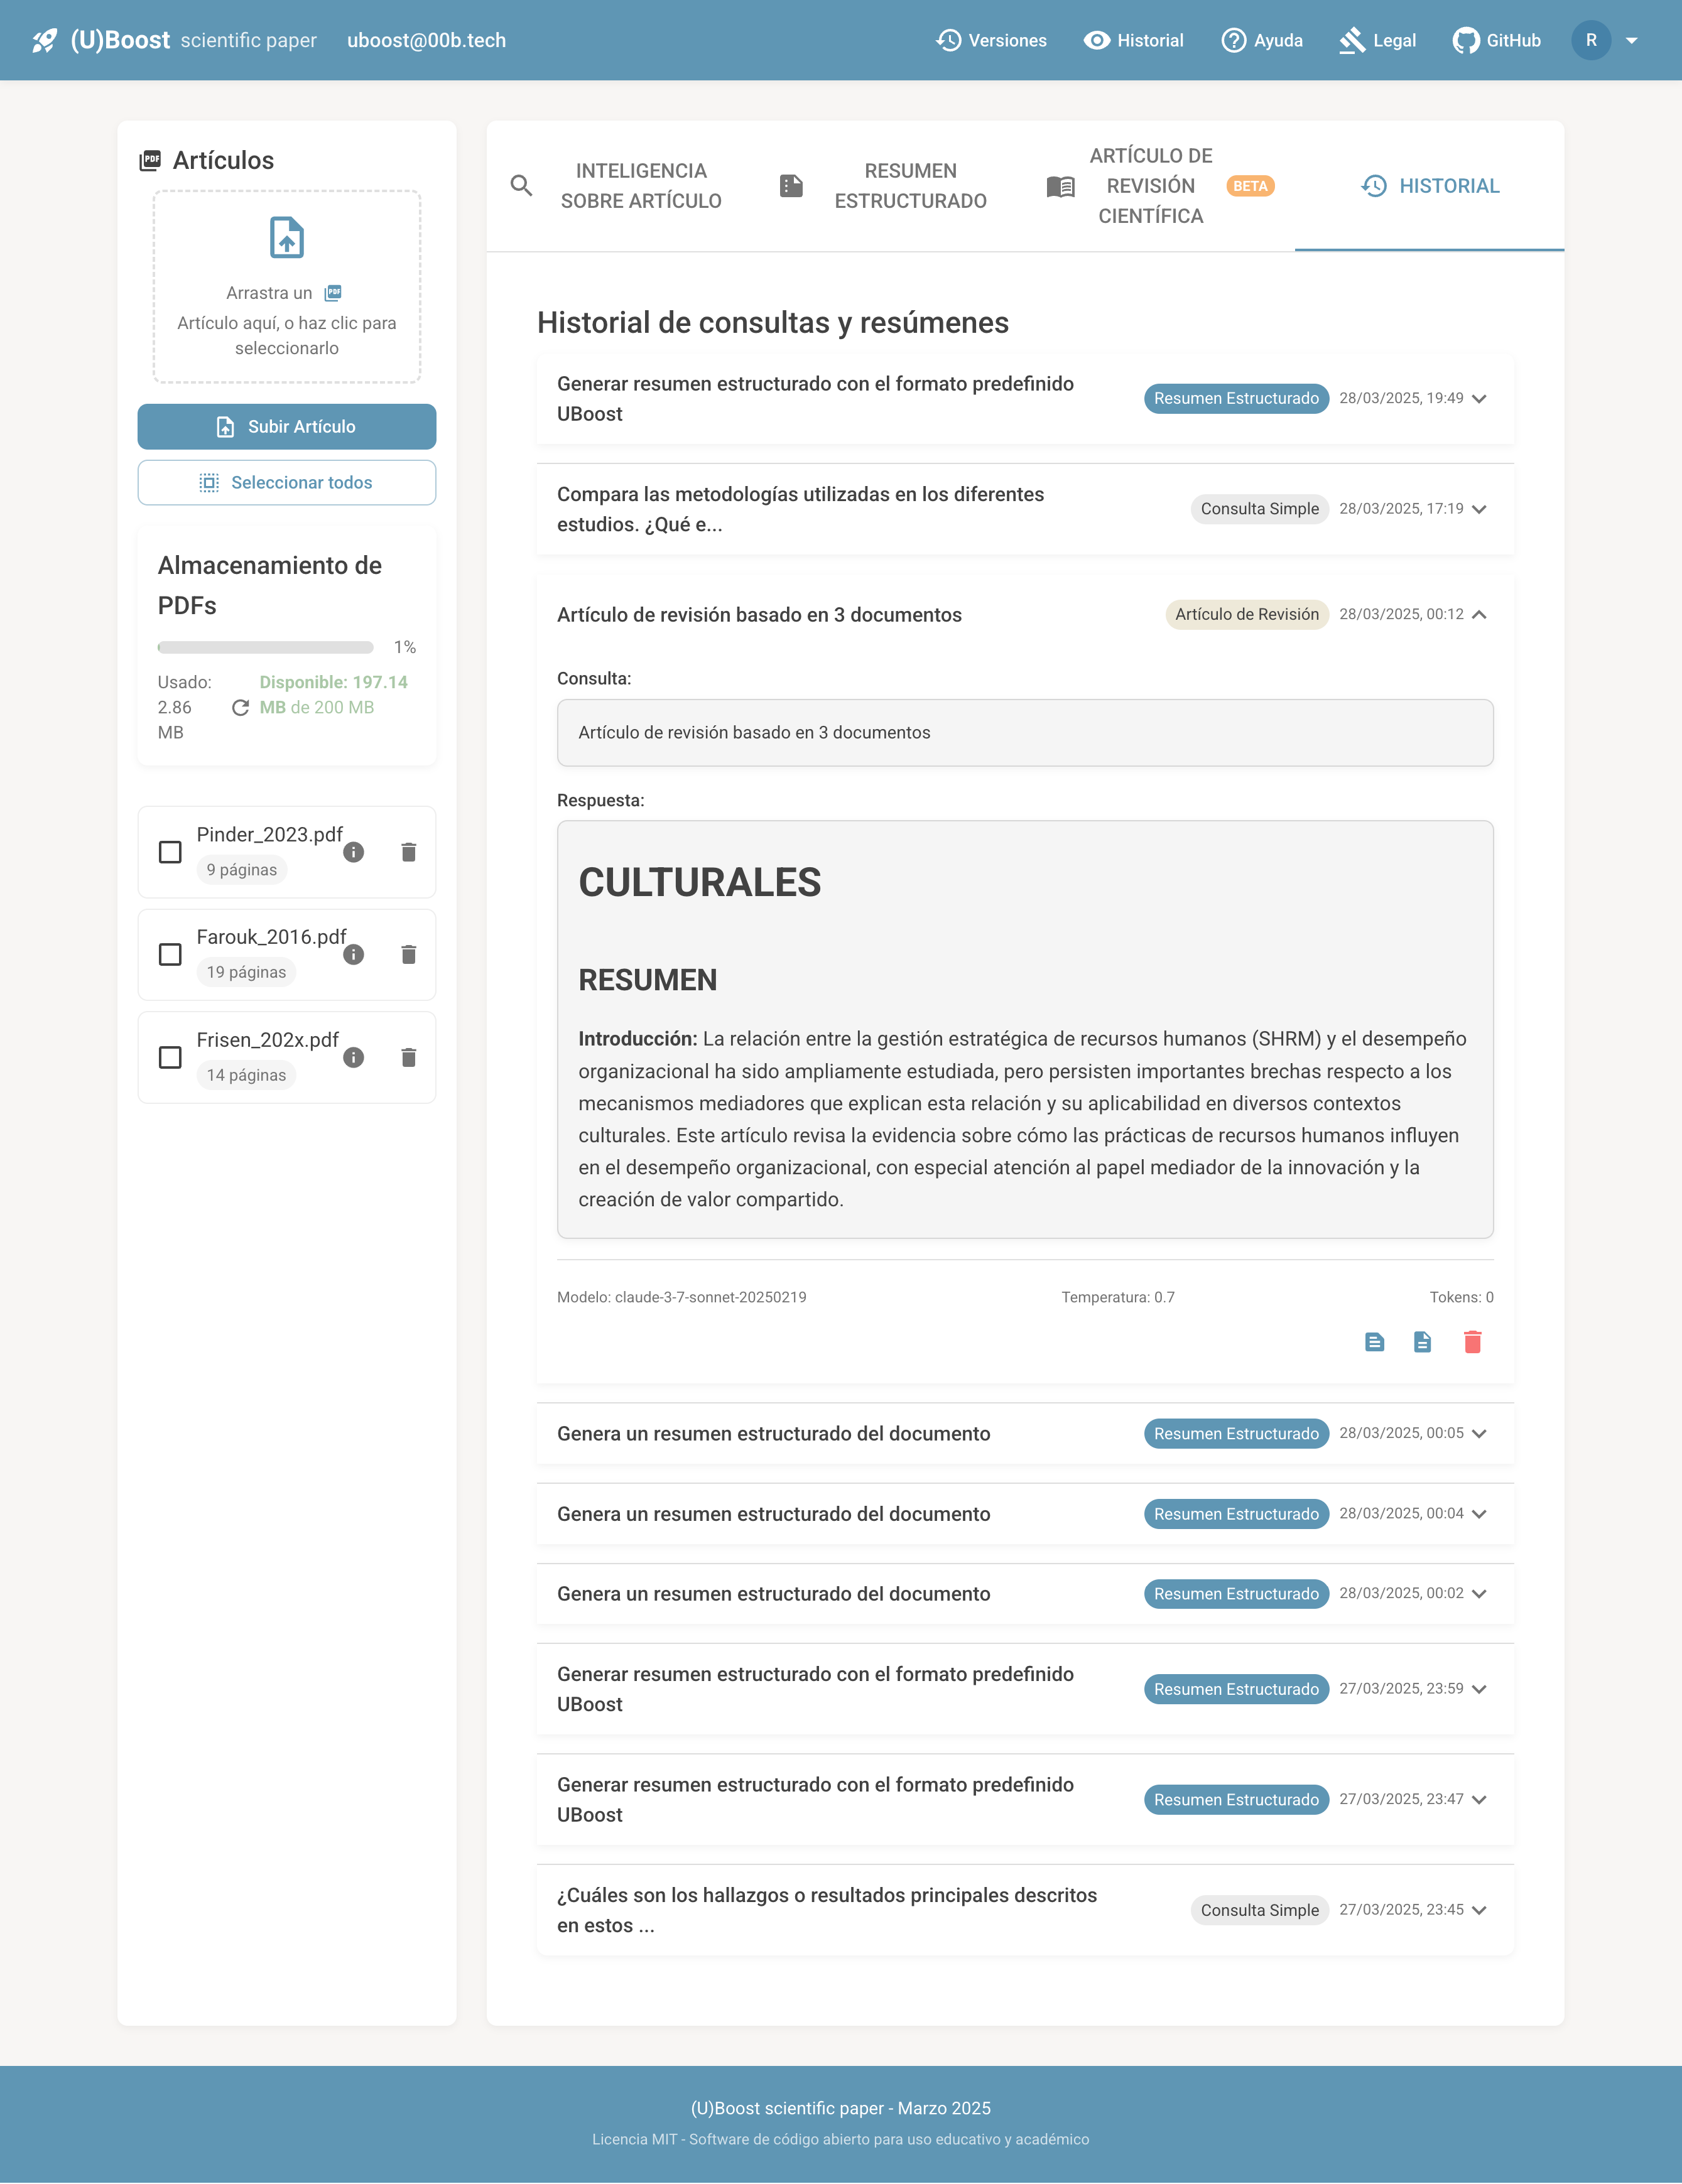 (U)Boost scientific paper uboost@00b.tech Versiones Historial Ayuda Legal GitHub R
PDF Artículos
Arrastra un PDF
Artículo aquí, o haz clic para
seleccionarlo
Subir Artículo
Seleccionar todos
Almacenamiento de
PDFs
1%
Usado:
2.86
MB
Disponible: 197.14
MB de 200 MB
Pinder_2023.pdf
9 páginas
Farouk_2016.pdf
19 páginas
Frisen_202x.pdf
14 páginas
INTELIGENCIA
SOBRE ARTÍCULO
RESUMEN
ESTRUCTURADO
ARTÍCULO DE
REVISIÓN
CIENTÍFICA
BETA
HISTORIAL
Historial de consultas y resúmenes
Generar resumen estructurado con el formato predefinido
UBoost
Resumen Estructurado 28/03/2025, 19:49
Compara las metodologías utilizadas en los diferentes
estudios. ¿Qué e...
Consulta Simple 28/03/2025, 17:19
Artículo de revisión basado en 3 documentos Artículo de Revisión 28/03/2025, 00:12
Consulta:
Artículo de revisión basado en 3 documentos
Respuesta:
CULTURALES
RESUMEN
Introducción: La relación entre la gestión estratégica de recursos humanos (SHRM) y el desempeño
organizacional ha sido ampliamente estudiada, pero persisten importantes brechas respecto a los
mecanismos mediadores que explican esta relación y su aplicabilidad en diversos contextos
culturales. Este artículo revisa la evidencia sobre cómo las prácticas de recursos humanos influyen
en el desempeño organizacional, con especial atención al papel mediador de la innovación y la
creación de valor compartido.
Modelo: claude-3-7-sonnet-20250219 Temperatura: 0.7 Tokens: 0
Genera un resumen estructurado del documento Resumen Estructurado 28/03/2025, 00:05
Genera un resumen estructurado del documento Resumen Estructurado 28/03/2025, 00:04
Genera un resumen estructurado del documento Resumen Estructurado 28/03/2025, 00:02
Generar resumen estructurado con el formato predefinido
UBoost
Resumen Estructurado 27/03/2025, 23:59
Generar resumen estructurado con el formato predefinido
UBoost
Resumen Estructurado 27/03/2025, 23:47
¿Cuáles son los hallazgos o resultados principales descritos
en estos ...
Consulta Simple 27/03/2025, 23:45
(U)Boost scientific paper - Marzo 2025
Licencia MIT - Software de código abierto para uso educativo y académico